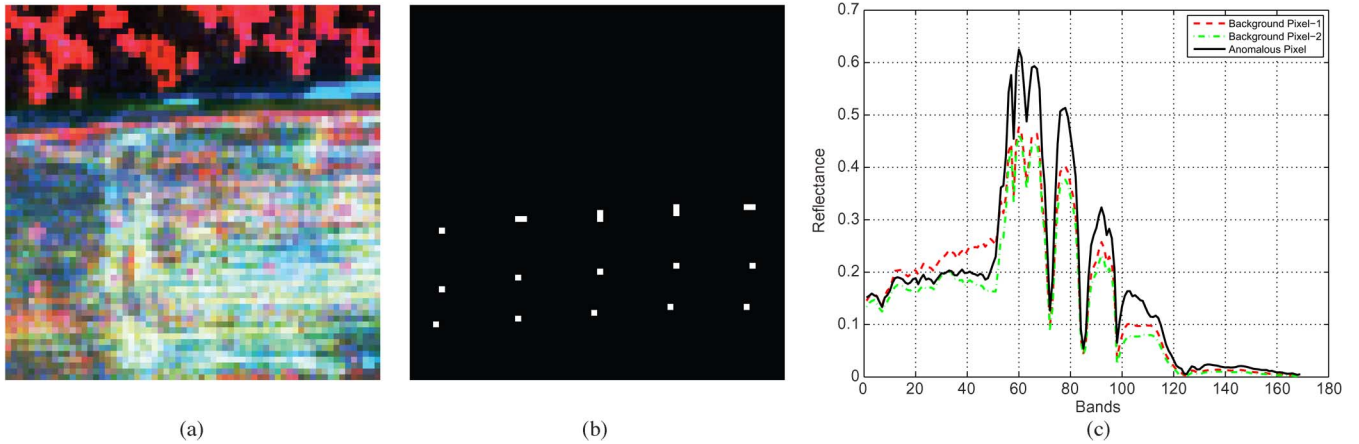 0.7
0.6
0.5
0.4
0.3
0.2
0.1
0
Reflectance
Background Pixel-1
Background Pixel-2
Anomalous Pixel
0 20 40 60 80 100 120 140 160 180
Bands
(a) (b) (c)